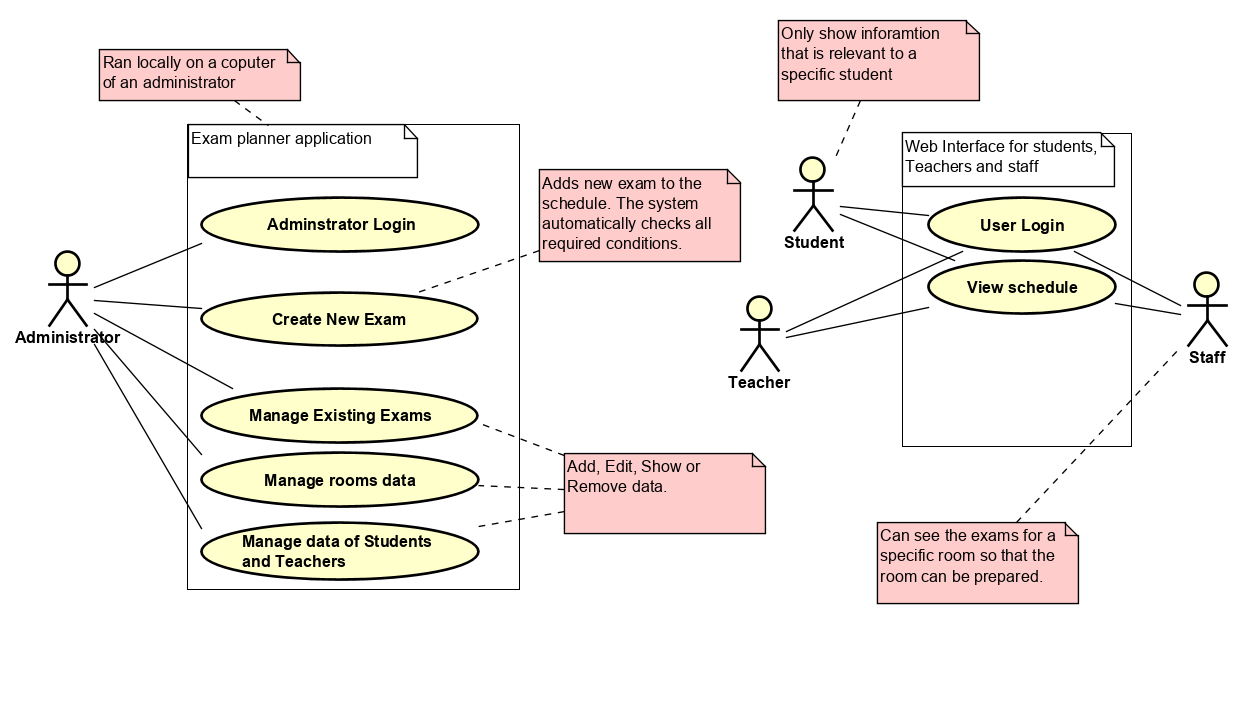 Ran locally on a coputer
of an administrator
Exam planner application
Adminstrator Login
Create New Exam
Manage Existing Exams
Manage rooms data
Manage data of Students
and Teachers
Administrator
Adds new exam to the
schedule. The system
automatically checks all
required conditions.
Add, Edit, Show or
Remove data.
Only show inforamtion
that is relevant to a
specific student
Web Interface for students,
Teachers and staff
User Login
View schedule
Student
Teacher
Staff
Can see the exams for a
specific room so that the
room can be prepared.